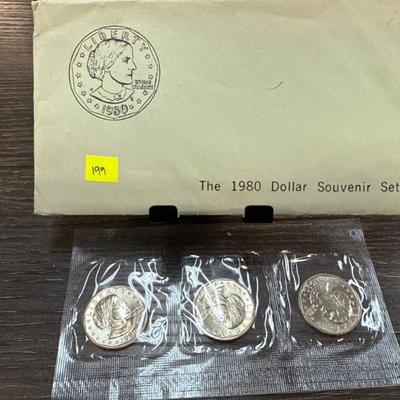 LIBERTY
1980
199
The 1980 Dollar Souvenir Set